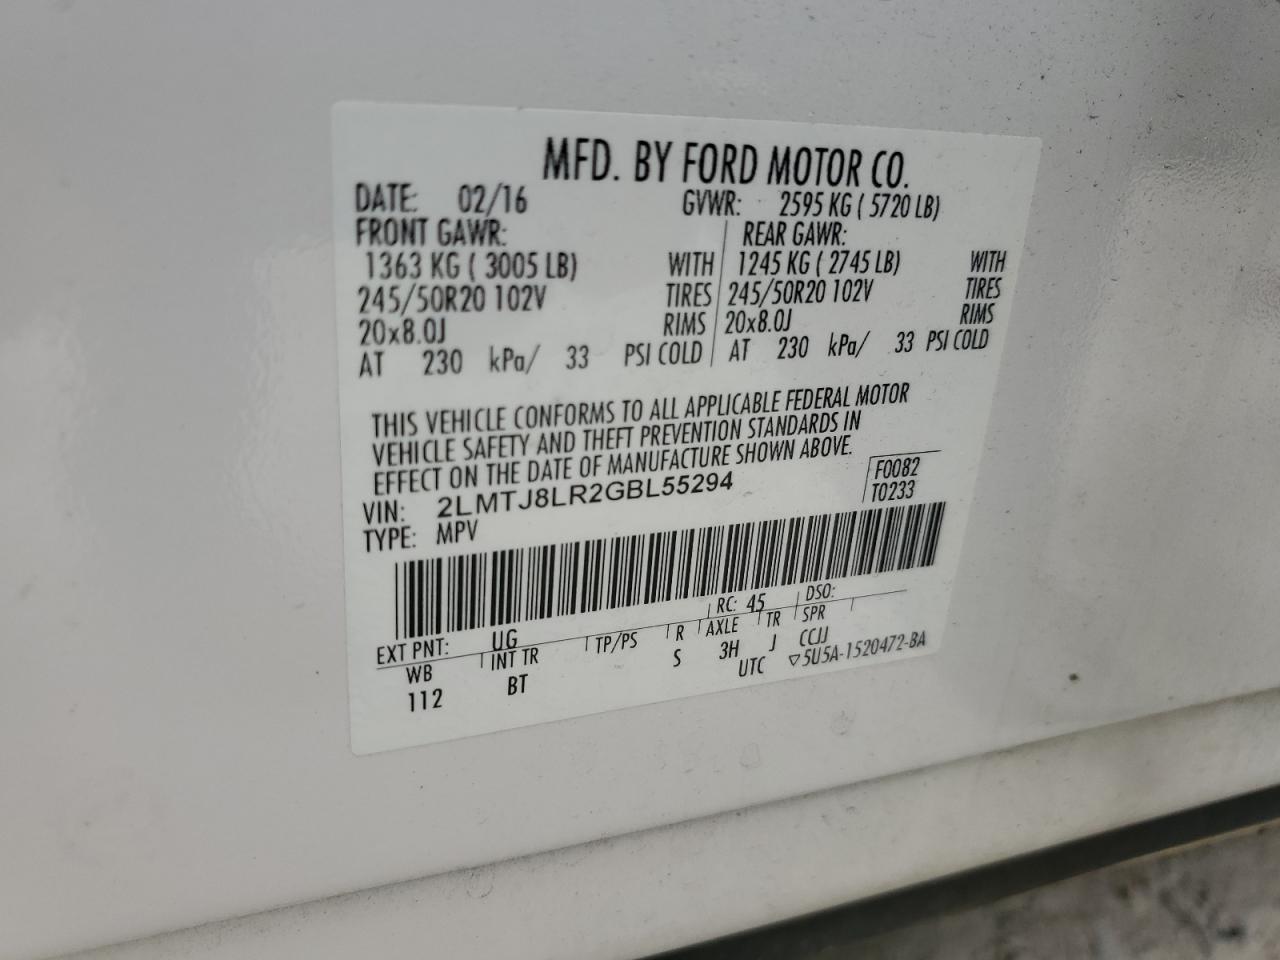 MFD. BY FORD MOTOR CO.
DATE: 02/16 GVWR: 2595 KG ( 5720 LB)
FRONT GAWR: REAR GAWR:
1363 KG ( 3005 LB) WITH 1245 KG ( 2745 LB) WITH
245/50R20 102V TIRES 245/50R20 102V TIRES
20x8.0J RIMS 20x8.0J RIMS
AT 230 kPa/ 33 PSI COLD AT 230 kPa/ 33 PSI COLD
THIS VEHICLE CONFORMS TO ALL APPLICABLE FEDERAL MOTOR
VEHICLE SAFETY AND THEFT PREVENTION STANDARDS IN
EFFECT ON THE DATE OF MANUFACTURE SHOWN ABOVE.
VIN: 2LMTJ8LR2GBL55294 F0082
TYPE: MPV T0233
EXT PNT: UG RC: 45 DSO:
WB INT TR TP/PS R AXLE TR SPR
112 BT S 3H J CCJJ
UTC ▽5U5A-1520472-BA